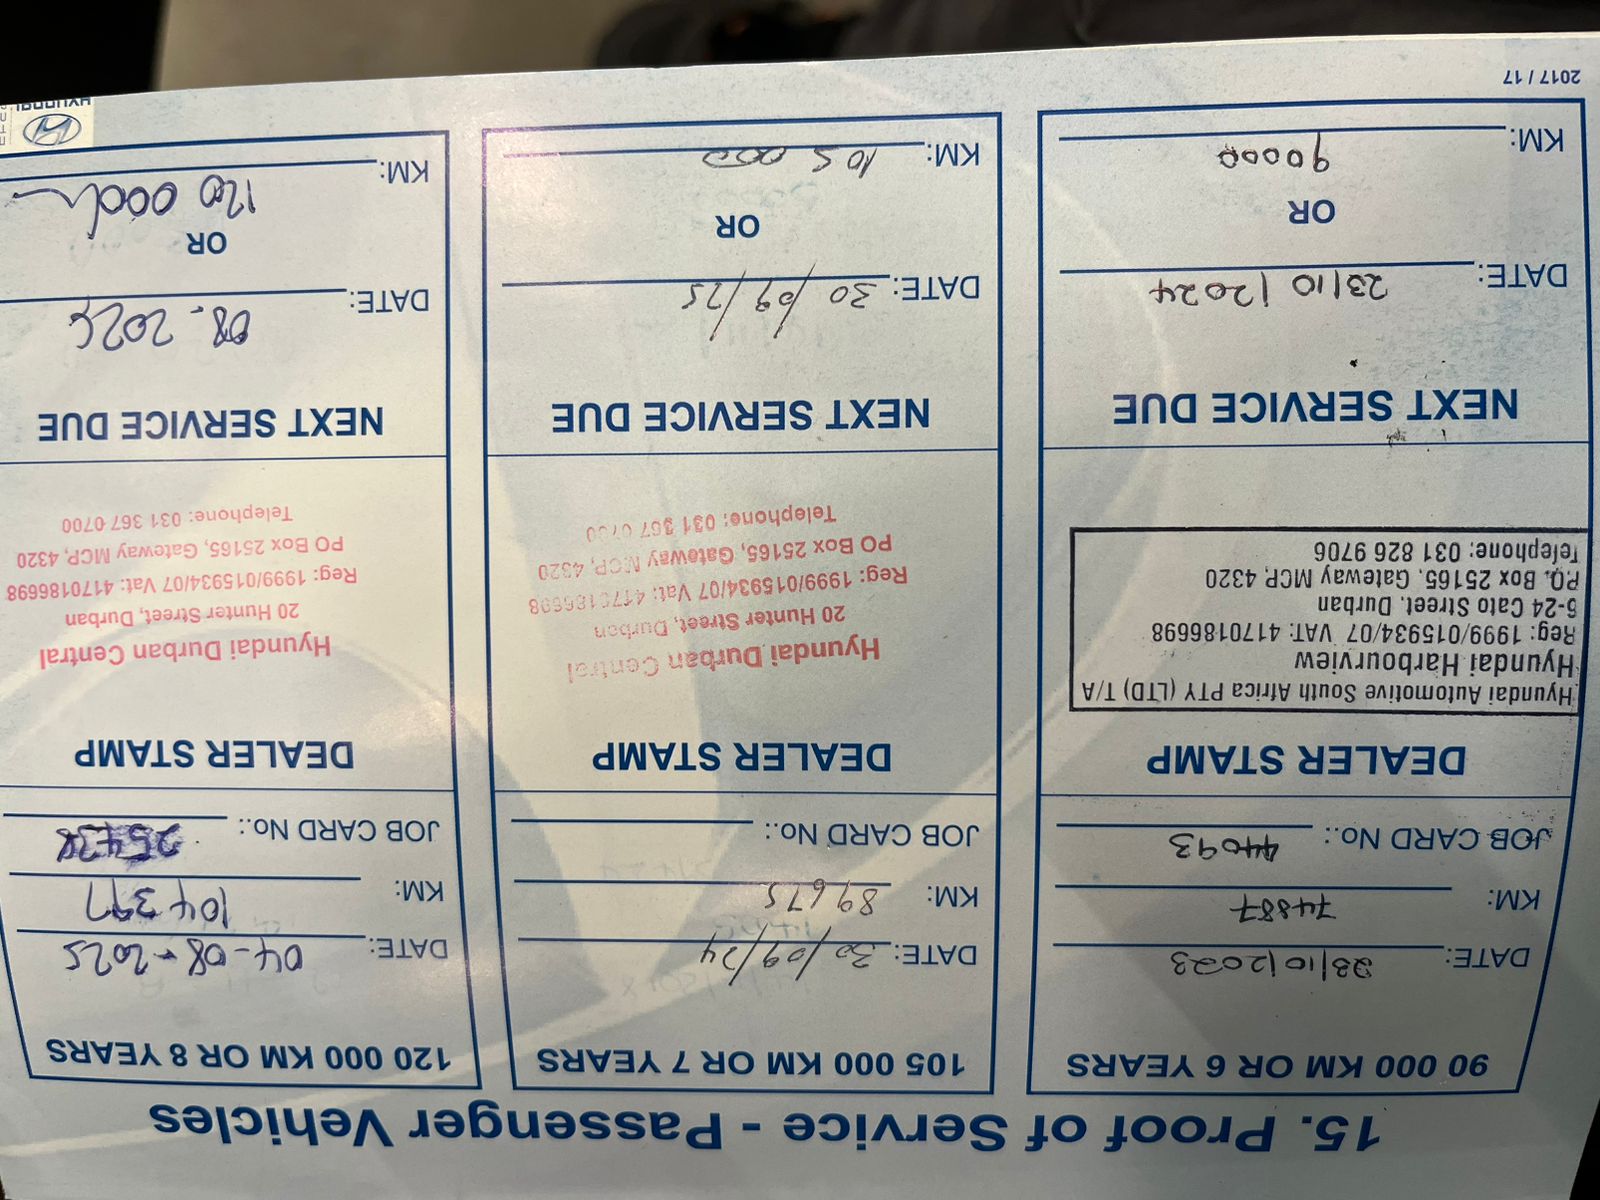 15. Proof of Service - Passenger Vehicles
90 000 KM OR 6 YEARS
DATE: 23/10/2023
KM: 74887
JOB CARD No.: 44093
DEALER STAMP
Hyundai Automotive South Africa PTY (LTD) T/A
Hyundai Harbourview
Reg: 1999/015934/07 VAT: 4170186698
5-24 Cato Street, Durban
P.O. Box 25165, Gateway MCP, 4320
Telephone: 031 826 9706
NEXT SERVICE DUE
DATE: 23/10/2024
OR
KM: 90000
2017 / 17
105 000 KM OR 7 YEARS
DATE: 30/09/24
KM: 89675
JOB CARD No.:
DEALER STAMP
Hyundai Durban Central
20 Hunter Street, Durban
Reg: 1999/015934/07 Vat: 4170186698
PO Box 25165, Gateway MCP, 4320
Telephone: 031 367 0700
NEXT SERVICE DUE
DATE: 30/09/25
OR
KM: 105 000
120 000 KM OR 8 YEARS
DATE: 04-08-2025
KM: 104 397
JOB CARD No.:
DEALER STAMP
Hyundai Durban Central
20 Hunter Street, Durban
Reg: 1999/015934/07 Vat: 4170186698
PO Box 25165, Gateway MCP, 4320
Telephone: 031 367 0700
NEXT SERVICE DUE
DATE: 08-2026
OR
KM: 120 000
HYUNDAI